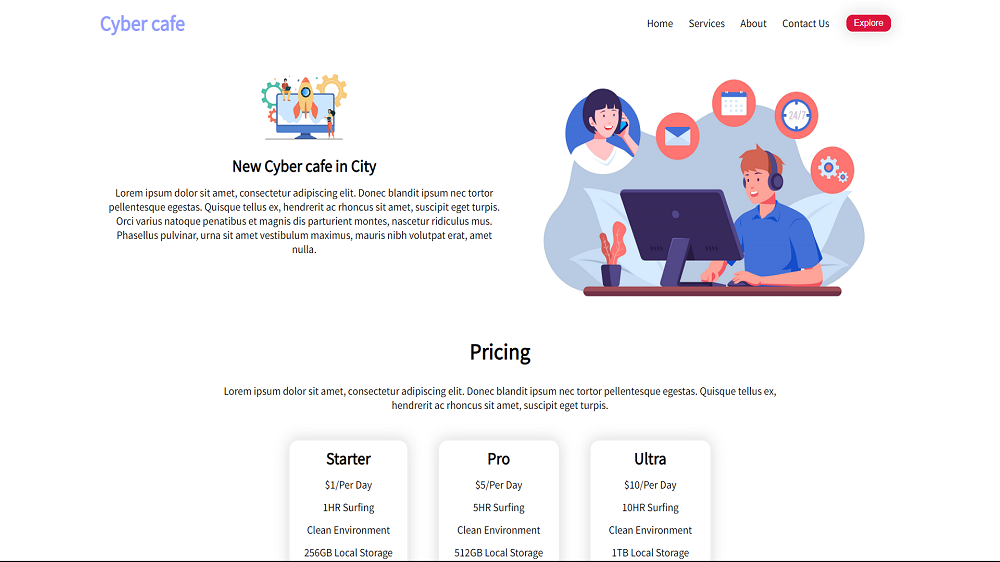 Cyber cafe
Home
Services
About
Contact Us
Explore
New Cyber cafe in City
Lorem ipsum dolor sit amet, consectetur adipiscing elit. Donec blandit ipsum nec tortor
pellentesque egestas. Quisque tellus ex, hendrerit ac rhoncus sit amet, suscipit eget turpis.
Orci varius natoque penatibus et magnis dis parturient montes, nascetur ridiculus mus.
Phasellus pulvinar, urna sit amet vestibulum maximus, mauris nibh volutpat erat, amet
nulla.
24/7
Pricing
Lorem ipsum dolor sit amet, consectetur adipiscing elit. Donec blandit ipsum nec tortor pellentesque egestas. Quisque tellus ex,
hendrerit ac rhoncus sit amet, suscipit eget turpis.
Starter
$1/Per Day
1HR Surfing
Clean Environment
256GB Local Storage
Pro
$5/Per Day
5HR Surfing
Clean Environment
512GB Local Storage
Ultra
$10/Per Day
10HR Surfing
Clean Environment
1TB Local Storage